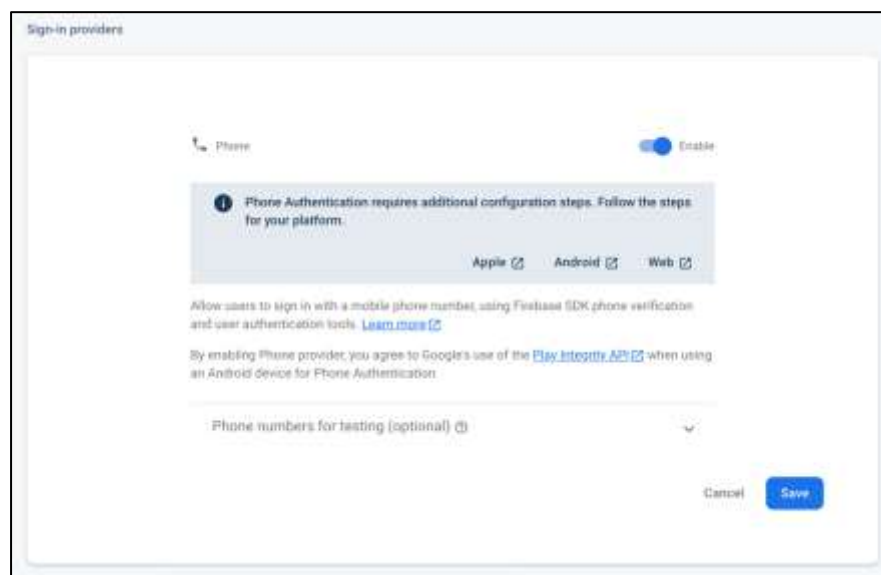 Sign-in providers
Phone
Enable
Phone Authentication requires additional configuration steps. Follow the steps
for your platform.
Apple
Android
Web
Allow users to sign in with a mobile phone number, using Firebase SDK phone verification
and user authentication tools. Learn more
By enabling Phone provider, you agree to Google's use of the Play Integrity API when using
an Android device for Phone Authentication
Phone numbers for testing (optional)
Cancel
Save